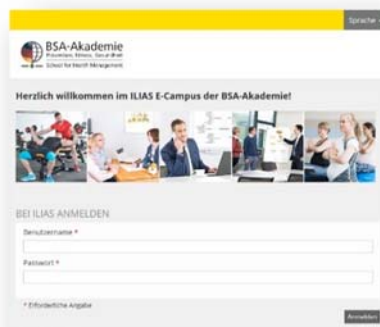 Sprache
BSA-Akademie
Prävention, Fitness, Gesundheit
School for Health Management
Herzlich willkommen im ILIAS E-Campus der BSA-Akademie!
BEI ILIAS ANMELDEN
Benutzername *
Passwort *
* Erforderliche Angabe
Anmelden